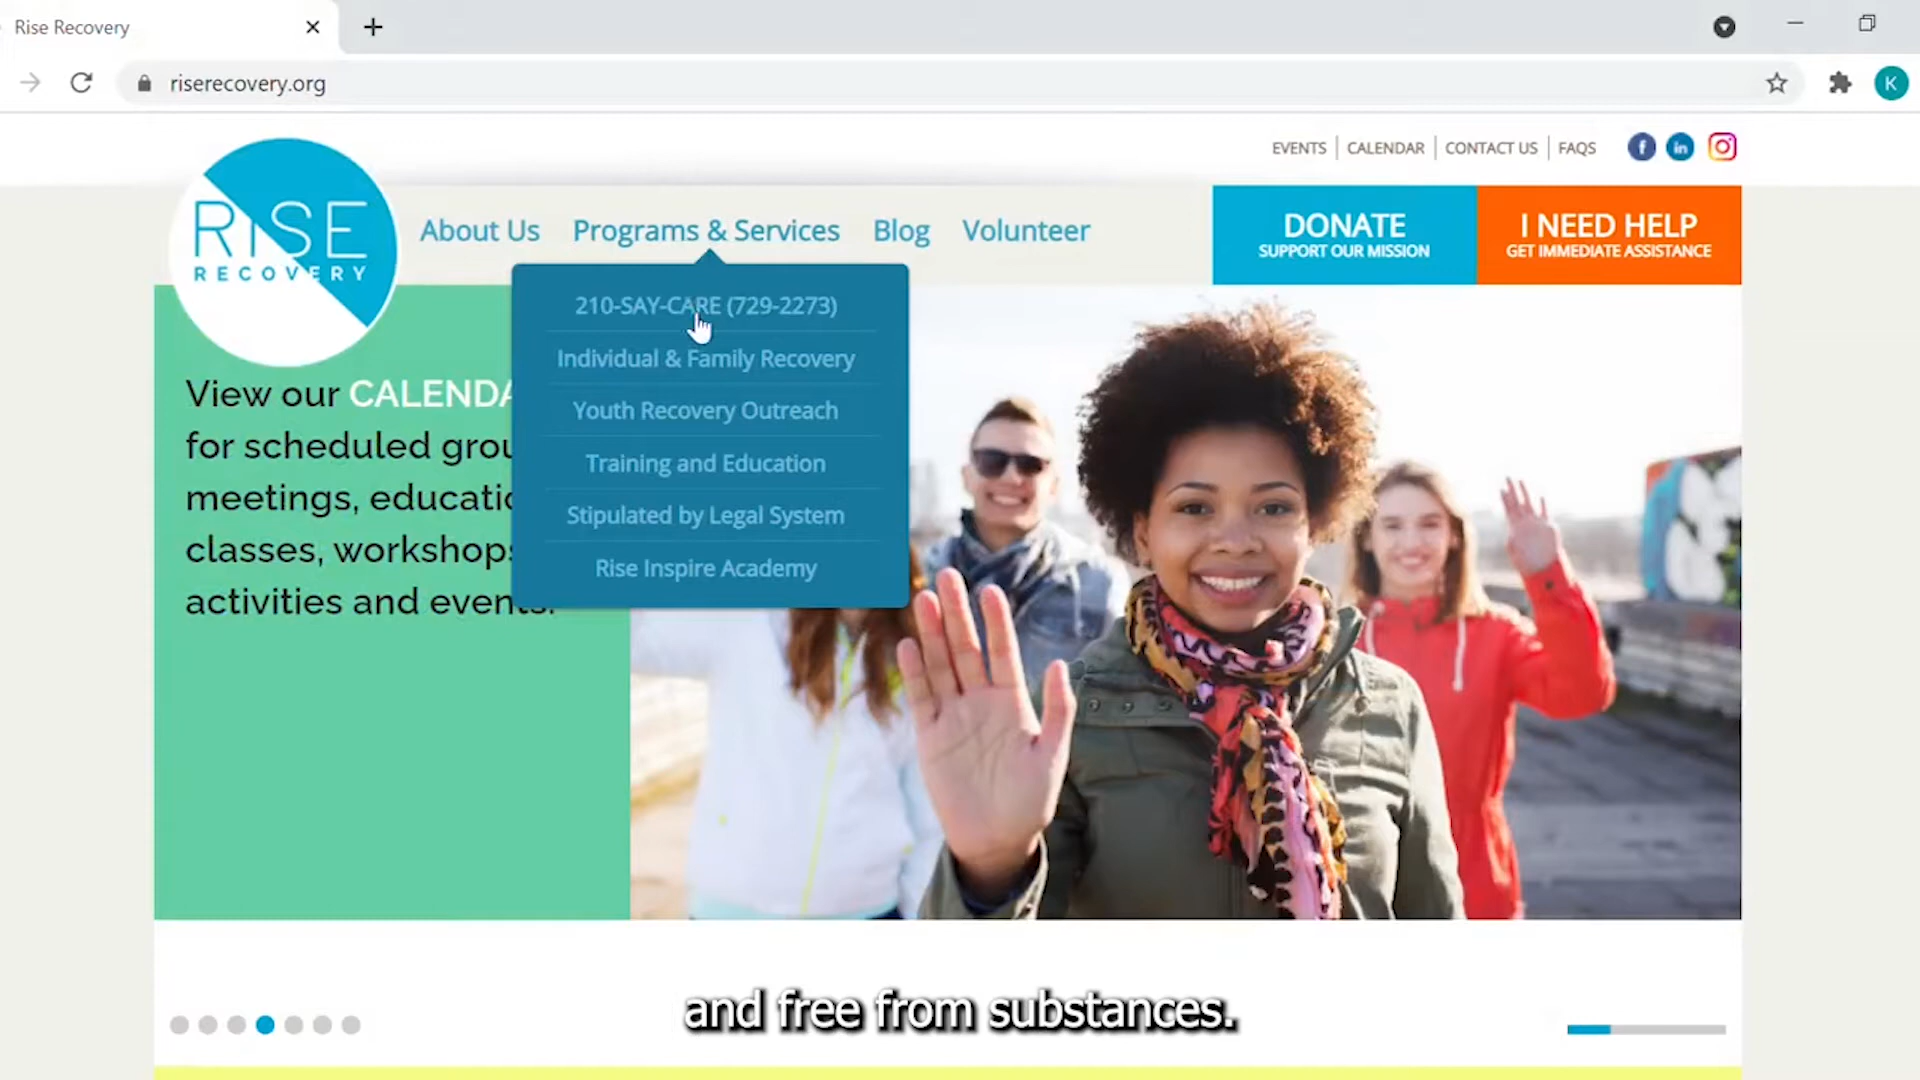 Rise Recovery
riserecovery.org
K
EVENTS CALENDAR CONTACT US FAQS
RISE
RECOVERY
About Us Programs & Services Blog Volunteer
DONATE
SUPPORT OUR MISSION
I NEED HELP
GET IMMEDIATE ASSISTANCE
210-SAY-CARE (729-2273)
Individual & Family Recovery
Youth Recovery Outreach
Training and Education
Stipulated by Legal System
Rise Inspire Academy
View our CALENDA
for scheduled grou
meetings, educatio
classes, workshops
activities and events.
and free from substances.